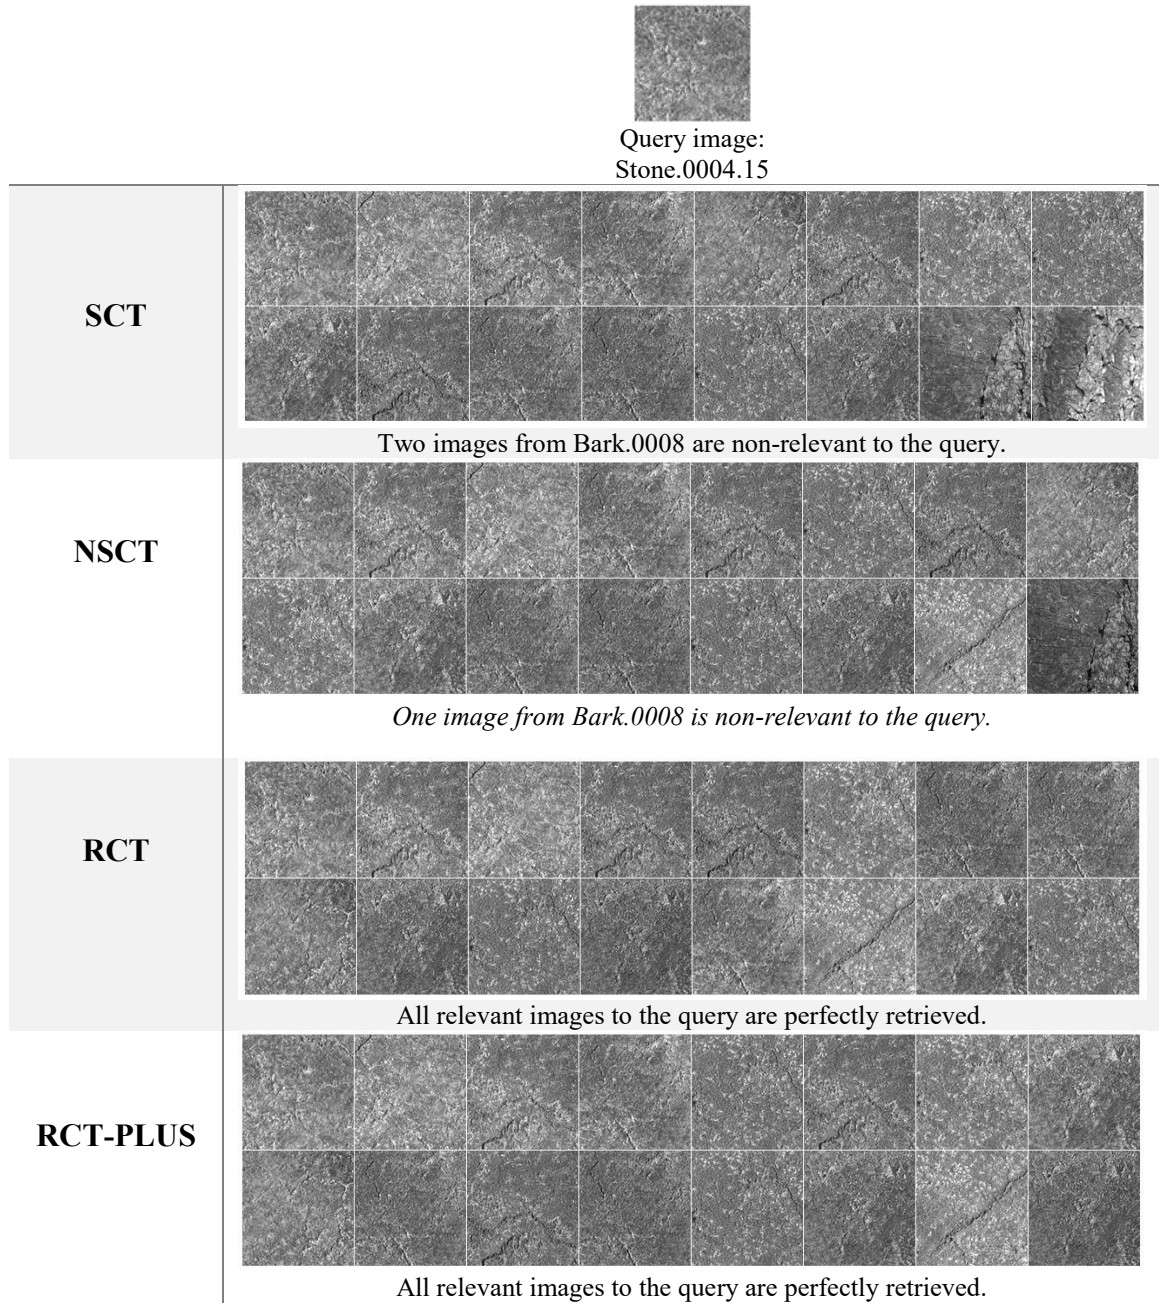 Query image:
Stone.0004.15
SCT
Two images from Bark.0008 are non-relevant to the query.
NSCT
One image from Bark.0008 is non-relevant to the query.
RCT
All relevant images to the query are perfectly retrieved.
RCT-PLUS
All relevant images to the query are perfectly retrieved.